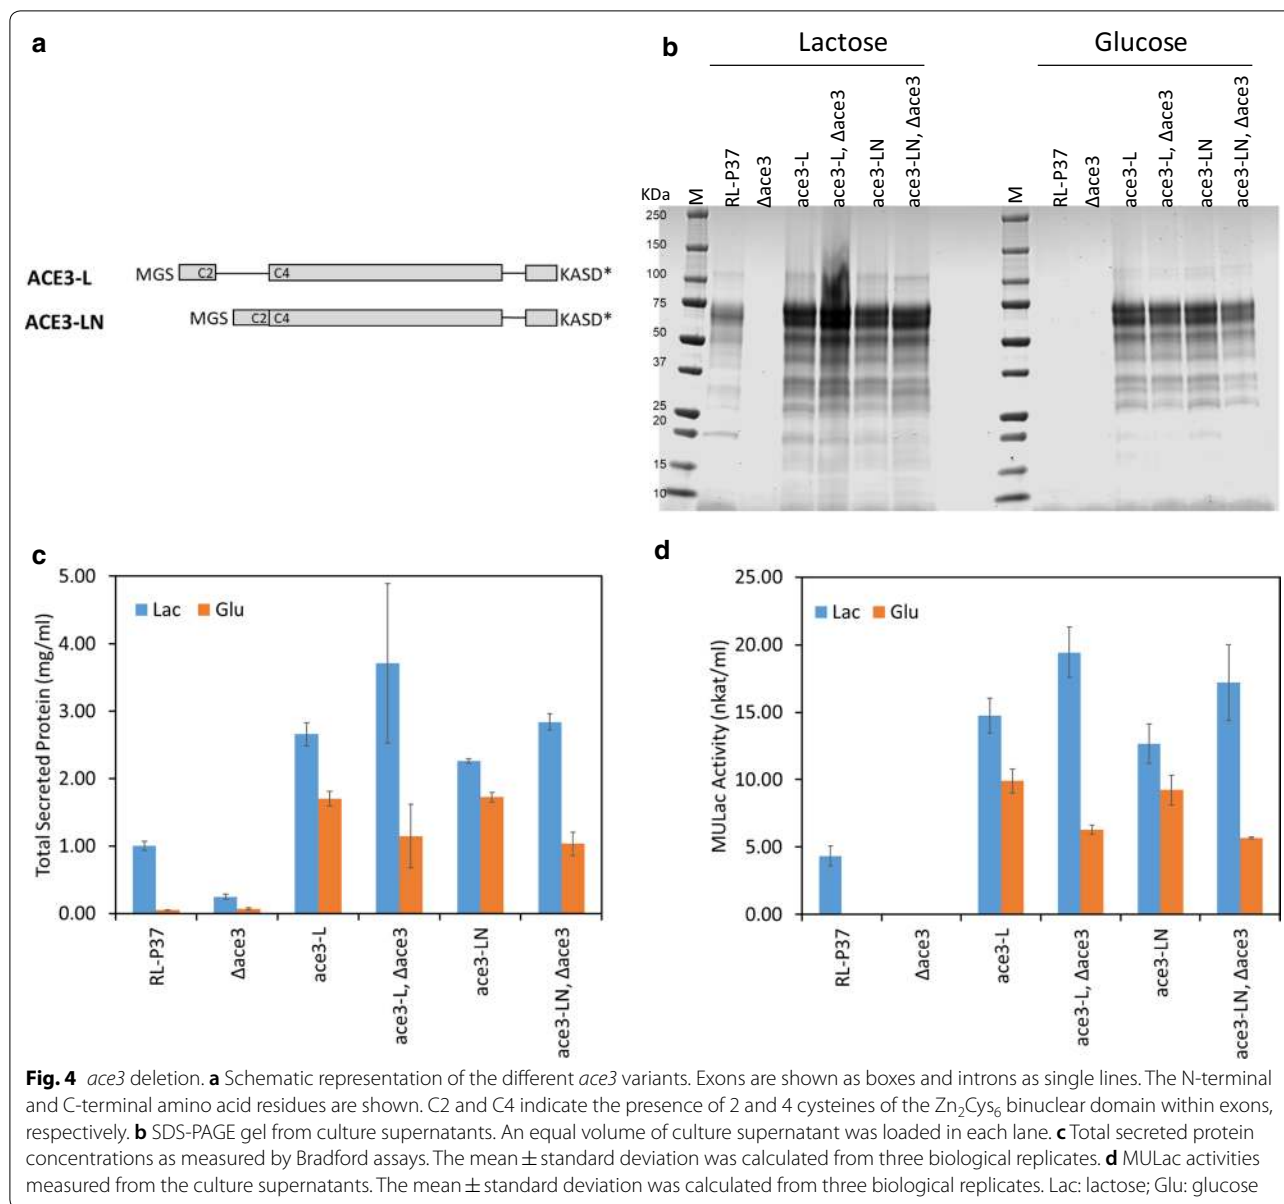 a
ACE3-L
MGS
C2
C4
KASD*
ACE3-LN
MGS
C2
C4
KASD*
b
Lactose
Glucose
KDa
M
RL-P37
Δace3
ace3-L
ace3-L, Δace3
ace3-LN
ace3-LN, Δace3
M
RL-P37
Δace3
ace3-L
ace3-L, Δace3
ace3-LN
ace3-LN, Δace3
250
150
100
75
50
37
25
20
15
10
c
Total Secreted Protein (mg/ml)
5.00
4.00
3.00
2.00
1.00
0.00
Lac
Glu
RL-P37
Δace3
ace3-L
ace3-L, Δace3
ace3-LN
ace3-LN, Δace3
d
MULac Activity (nkat/ml)
25.00
20.00
15.00
10.00
5.00
0.00
Lac
Glu
RL-P37
Δace3
ace3-L
ace3-L, Δace3
ace3-LN
ace3-LN, Δace3
Fig. 4 ace3 deletion. a Schematic representation of the different ace3 variants. Exons are shown as boxes and introns as single lines. The N-terminal
and C-terminal amino acid residues are shown. C2 and C4 indicate the presence of 2 and 4 cysteines of the Zn₂Cys₆ binuclear domain within exons,
respectively. b SDS-PAGE gel from culture supernatants. An equal volume of culture supernatant was loaded in each lane. c Total secreted protein
concentrations as measured by Bradford assays. The mean ± standard deviation was calculated from three biological replicates. d MULac activities
measured from the culture supernatants. The mean ± standard deviation was calculated from three biological replicates. Lac: lactose; Glu: glucose